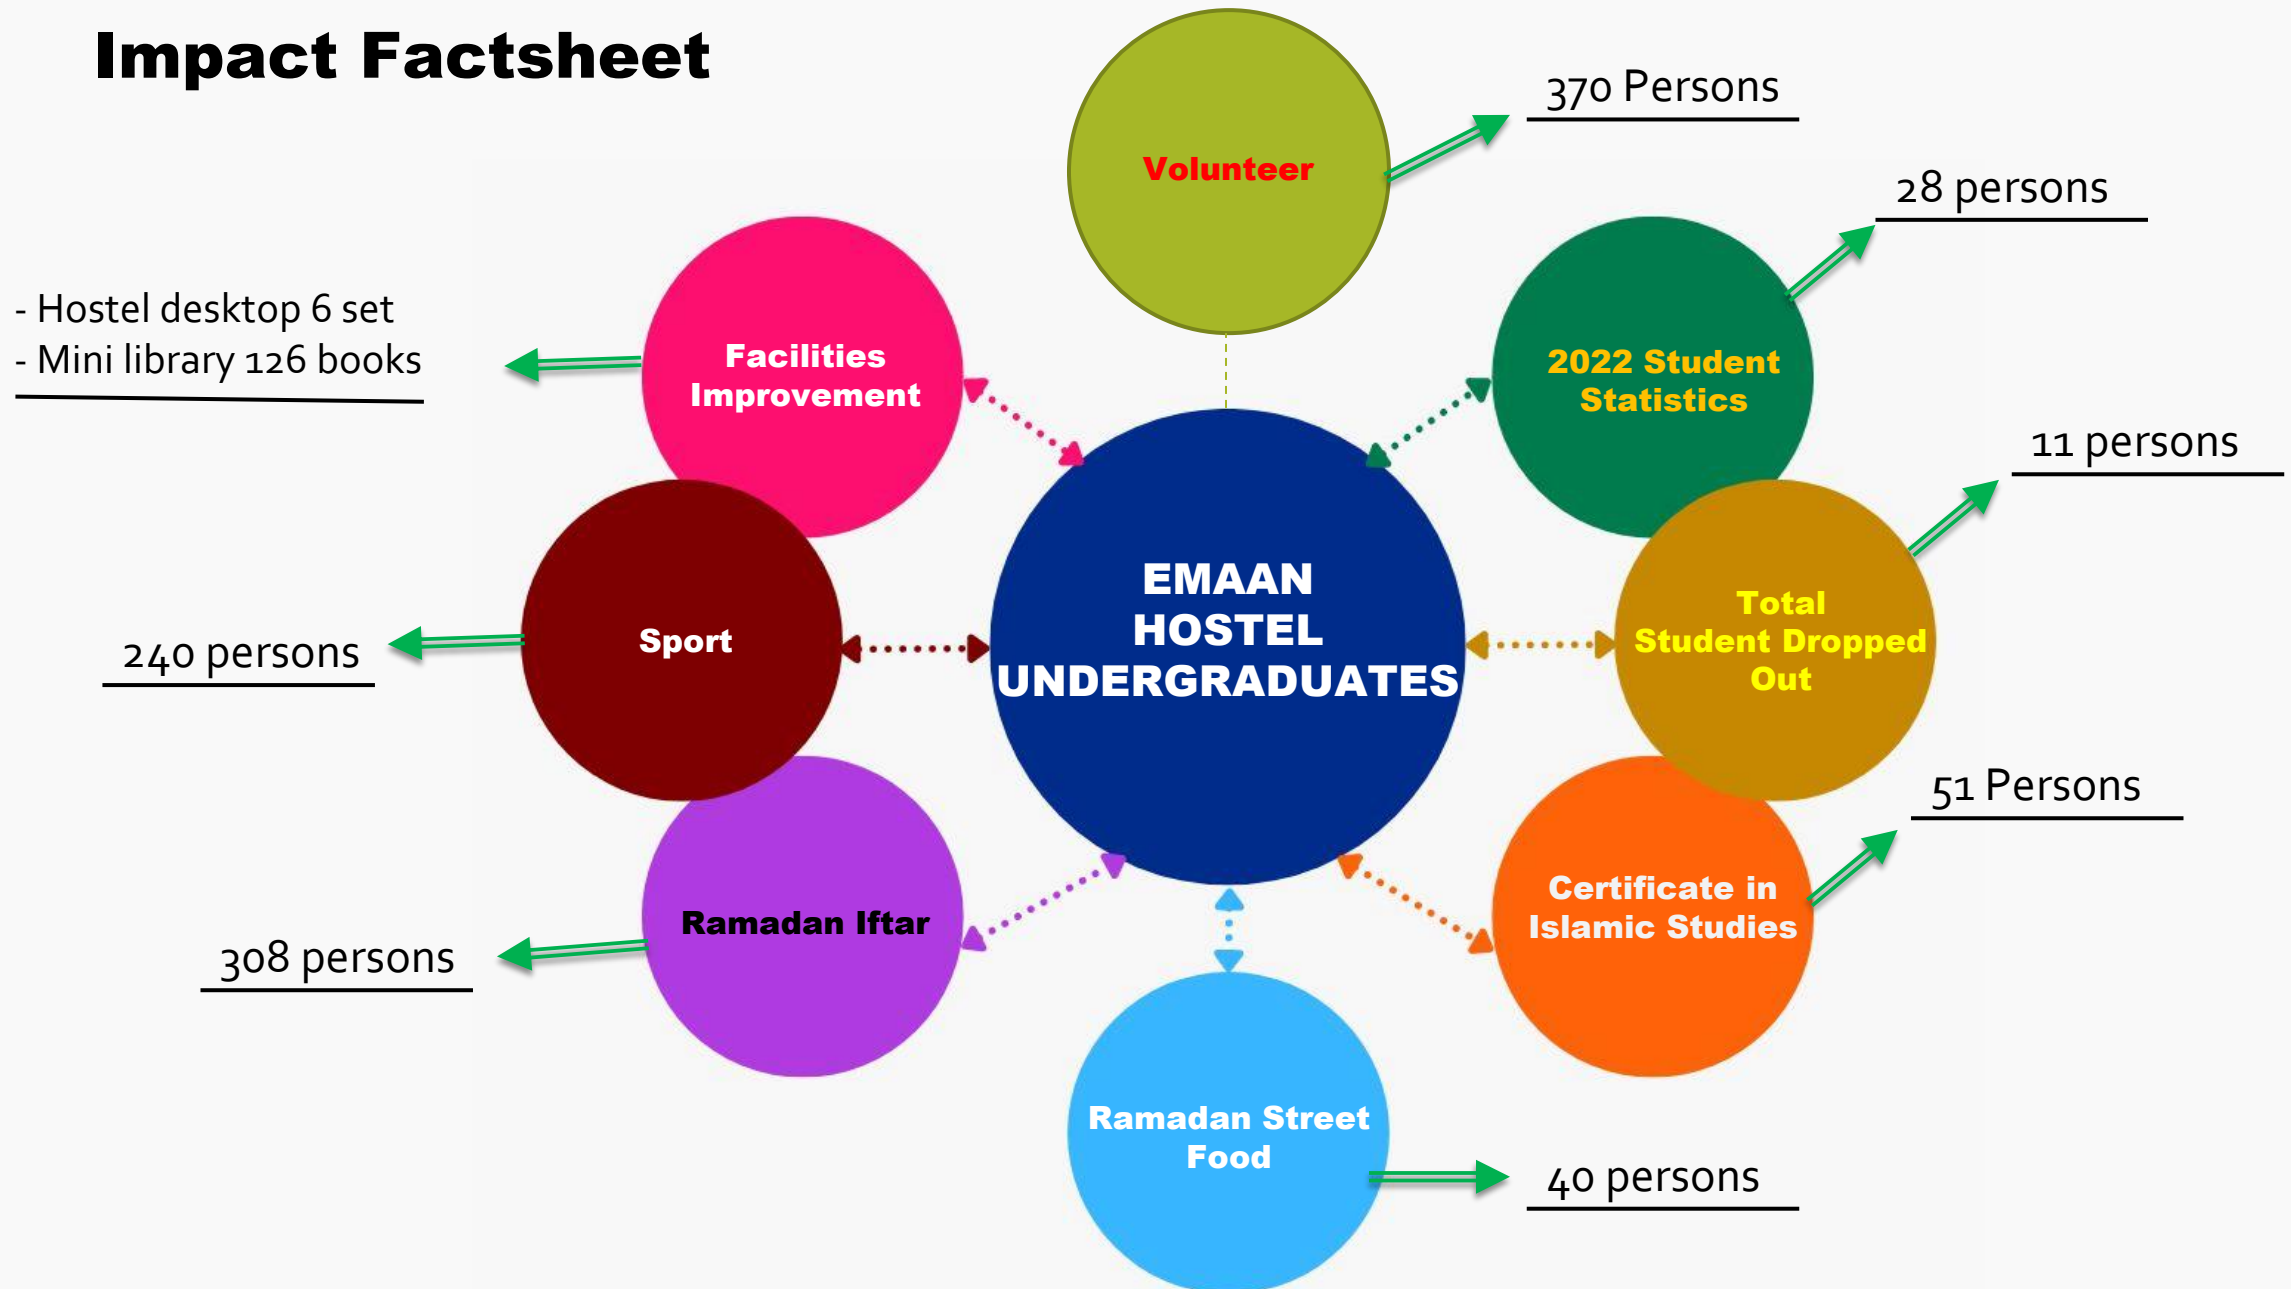 Impact Factsheet
Volunteer
370 Persons
28 persons
- Hostel desktop 6 set
- Mini library 126 books
Facilities
Improvement
2022 Student
Statistics
11 persons
EMAAN
HOSTEL
UNDERGRADUATES
Total
Student Dropped
Out
Sport
240 persons
51 Persons
Certificate in
Islamic Studies
Ramadan Iftar
308 persons
Ramadan Street
Food
40 persons